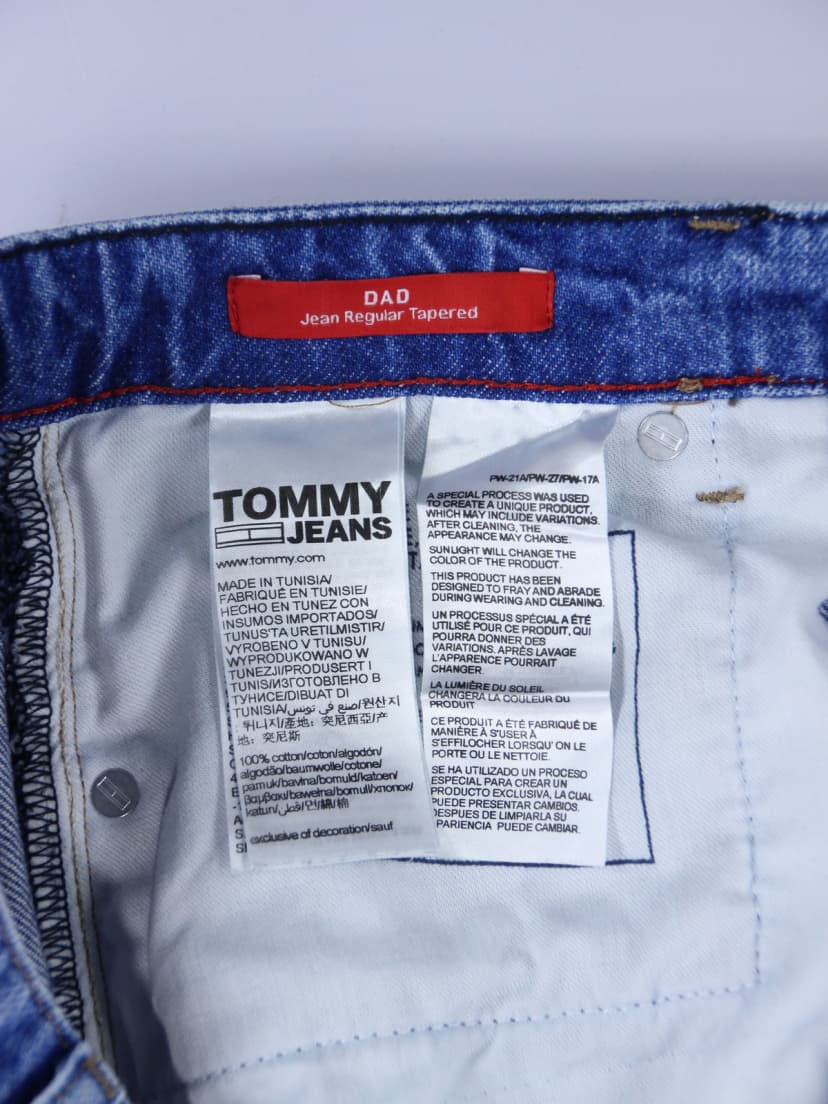 DAD
Jean Regular Tapered
TOMMY
JEANS
www.tommy.com
MADE IN TUNISIA/
FABRIQUÉ EN TUNISIE/
HECHO EN TUNEZ CON
INSUMOS IMPORTADOS/
TUNUS'TA URETILMISTIR/
VYROBENO V TUNISU/
WYPRODUKOWANO W
TUNEZJI/PRODUSERT I
TUNIS/ИЗГОТОВЛЕНО В
ТУНИСЕ/DIBUAT DI
TUNISIA/صنع في تونس/원산지
: 튀니지/產地：突尼西亞/产
地：突尼斯
100% cotton/coton/algodón/
algodão/baumwolle/cotone/
pamuk/bavlna/bomuld/katoen/
βαμβακι/bawełna/bomull/хлопок/
katun/قطن/면/綿/棉
exclusive of decoration/sauf
PW-21A/PW-27/PW-17A
A SPECIAL PROCESS WAS USED
TO CREATE A UNIQUE PRODUCT,
WHICH MAY INCLUDE VARIATIONS.
AFTER CLEANING, THE
APPEARANCE MAY CHANGE.
SUNLIGHT WILL CHANGE THE
COLOR OF THE PRODUCT.
THIS PRODUCT HAS BEEN
DESIGNED TO FRAY AND ABRADE
DURING WEARING AND CLEANING.
UN PROCESSUS SPÉCIAL A ÉTÉ
UTILISÉ POUR CE PRODUIT, QUI
POURRA DONNER DES
VARIATIONS. APRÈS LAVAGE
L'APPARENCE POURRAIT
CHANGER.
LA LUMIÈRE DU SOLEIL
CHANGERA LA COULEUR DU
PRODUIT
CE PRODUIT A ÉTÉ FABRIQUÉ DE
MANIÈRE À S'USER À
S'EFFILOCHER LORSQU' ON LE
PORTE OU LE NETTOIE.
SE HA UTILIZADO UN PROCESO
ESPECIAL PARA CREAR UN
PRODUCTO EXCLUSIVA, LA CUAL
PUEDE PRESENTAR CAMBIOS.
DESPUES DE LIMPIARLA SU
APARIENCIA PUEDE CAMBIAR.